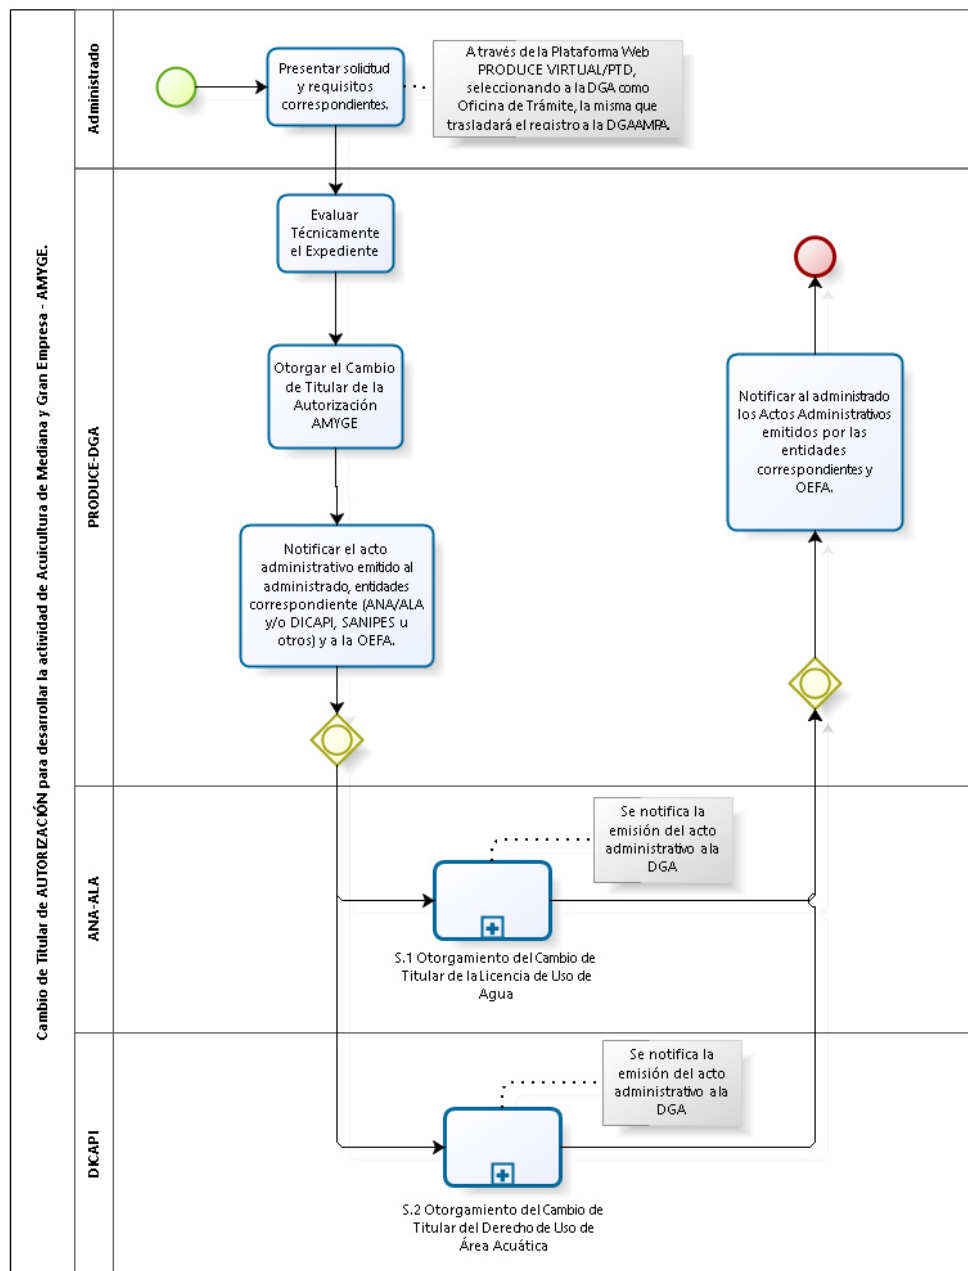 Cambio de Titular de AUTORIZACIÓN para desarrollar la actividad de Acuicultura de Mediana y Gran Empresa - AMYGE.
Administrado
Presentar solicitud
y requisitos
correspondientes.
A través de la Plataforma Web
PRODUCE VIRTUAL/PTD,
seleccionando a la DGA como
Oficina de Trámite, la misma que
trasladará el registro a la DGAAMPA.
PRODUCE-DGA
Evaluar
Técnicamente
el Expediente
Otorgar el Cambio
de Titular de la
Autorización
AMYGE
Notificar el acto
administrativo emitido al
administrado, entidades
correspondiente (ANA/ALA
y/o DICAPI, SANIPES u
otros) y a la OEFA.
Notificar al administrado
los Actos Administrativos
emitidos por las
entidades
correspondientes y
OEFA.
ANA-ALA
Se notifica la
emisión del acto
administrativo a la
DGA
S.1 Otorgamiento del Cambio de
Titular de la Licencia de Uso de
Agua
DICAPI
Se notifica la
emisión del acto
administrativo a la
DGA
S.2 Otorgamiento del Cambio de
Titular del Derecho de Uso de
Área Acuática